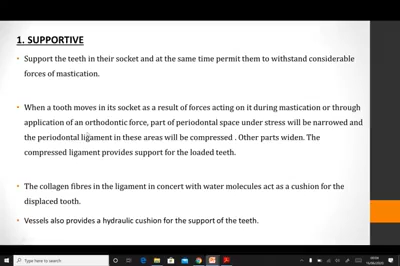 1. SUPPORTIVE
Support the teeth in their socket and at the same time permit them to withstand considerable
forces of mastication.
When a tooth moves in its socket as a result of forces acting on it during mastication or through
application of an orthodontic force, part of periodontal space under stress will be narrowed and
the periodontal ligament in these areas will be compressed . Other parts widen. The
compressed ligament provides support for the loaded teeth.
The collagen fibres in the ligament in concert with water molecules act as a cushion for the
displaced tooth.
Vessels also provides a hydraulic cushion for the support of the teeth.
Type here to search